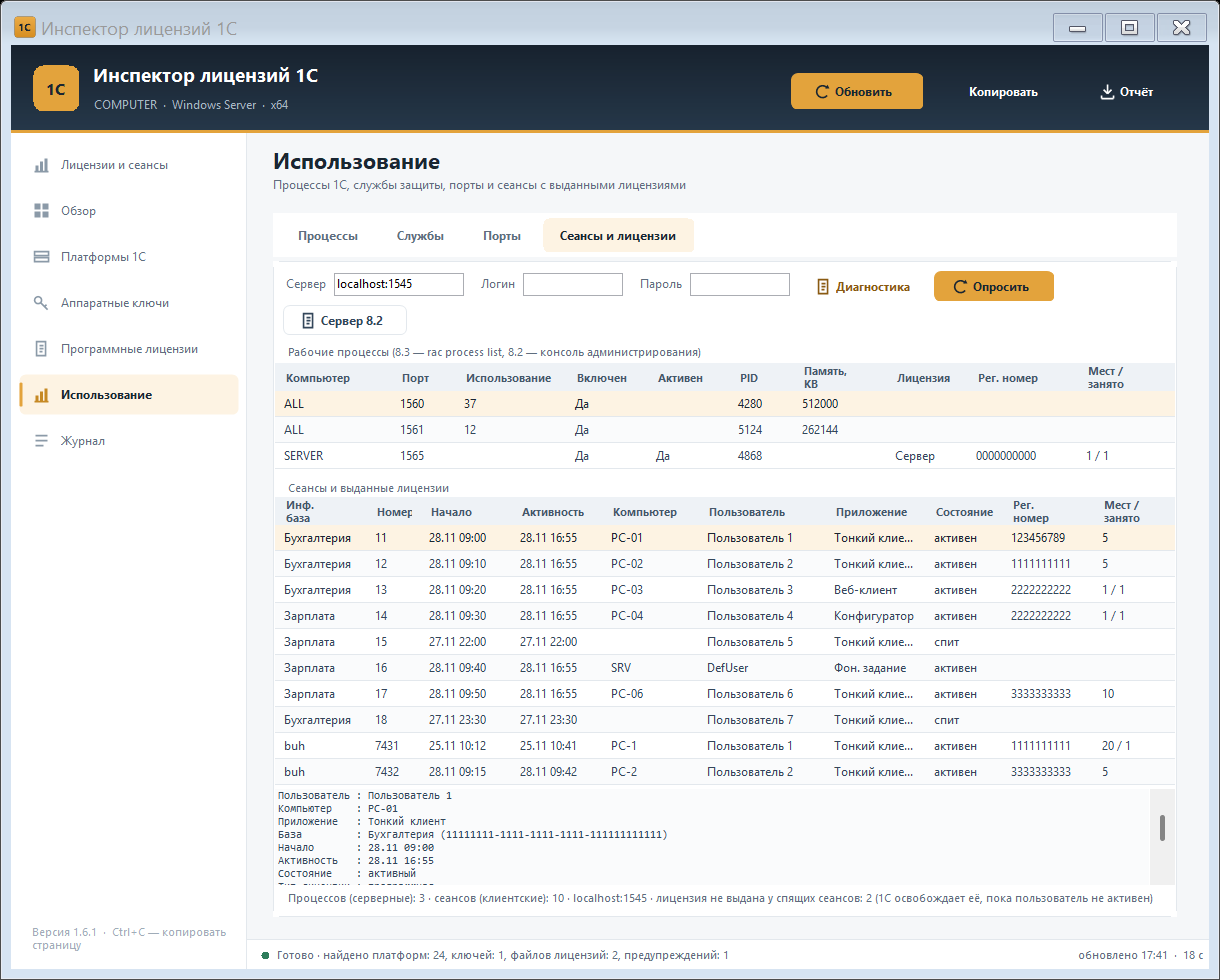 1С Инспектор лицензий 1С
1С
Инспектор лицензий 1С
COMPUTER · Windows Server · x64
Обновить Копировать Отчёт
Лицензии и сеансы
Обзор
Платформы 1С
Аппаратные ключи
Программные лицензии
Использование
Журнал
Версия 1.6.1 · Ctrl+C — копировать
страницу
Использование
Процессы 1С, службы защиты, порты и сеансы с выданными лицензиями
Процессы Службы Порты Сеансы и лицензии
Сервер localhost:1545 Логин Пароль Диагностика Опросить
Сервер 8.2
Рабочие процессы (8.3 — rac process list, 8.2 — консоль администрирования)
Компьютер Порт Использование Включен Активен PID Память, КВ Лицензия Рег. номер Мест / занято
ALL 1560 37 Да 4280 512000
ALL 1561 12 Да 5124 262144
SERVER 1565 Да Да 4868 Сервер 0000000000 1 / 1
Сеансы и выданные лицензии
Инф. база Номер Начало Активность Компьютер Пользователь Приложение Состояние Рег. номер Мест / занято
Бухгалтерия 11 28.11 09:00 28.11 16:55 PC-01 Пользователь 1 Тонкий клие... активен 123456789 5
Бухгалтерия 12 28.11 09:10 28.11 16:55 PC-02 Пользователь 2 Тонкий клие... активен 1111111111 5
Бухгалтерия 13 28.11 09:20 28.11 16:55 PC-03 Пользователь 3 Веб-клиент активен 2222222222 1 / 1
Зарплата 14 28.11 09:30 28.11 16:55 PC-04 Пользователь 4 Конфигуратор активен 2222222222 1 / 1
Зарплата 15 27.11 22:00 27.11 22:00 Пользователь 5 Тонкий клие... спит
Зарплата 16 28.11 09:40 28.11 16:55 SRV DefUser Фон. задание активен
Зарплата 17 28.11 09:50 28.11 16:55 PC-06 Пользователь 6 Тонкий клие... активен 3333333333 10
Бухгалтерия 18 27.11 23:30 27.11 23:30 Пользователь 7 Тонкий клие... спит
buh 7431 25.11 10:12 25.11 10:41 PC-1 Пользователь 1 Тонкий клие... активен 1111111111 20 / 1
buh 7432 28.11 09:15 28.11 09:42 PC-2 Пользователь 2 Тонкий клие... активен 3333333333 5
Пользователь : Пользователь 1
Компьютер : PC-01
Приложение : Тонкий клиент
База : Бухгалтерия (11111111-1111-1111-1111-111111111111)
Начало : 28.11 09:00
Активность : 28.11 16:55
Состояние : активный
Процессов (серверные): 3 · сеансов (клиентские): 10 · localhost:1545 · лицензия не выдана у спящих сеансов: 2 (1С освобождает её, пока пользователь не активен)
Готово · найдено платформ: 24, ключей: 1, файлов лицензий: 2, предупреждений: 1
обновлено 17:41 · 18 с